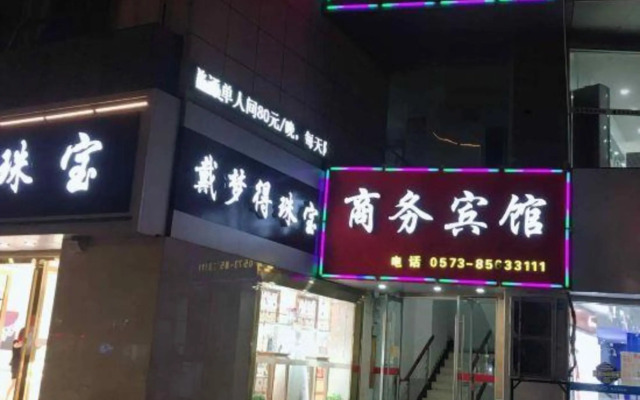 单人间80元/晚，每天
珠宝
戴梦得珠宝
商务宾馆
电话 0573-85633111